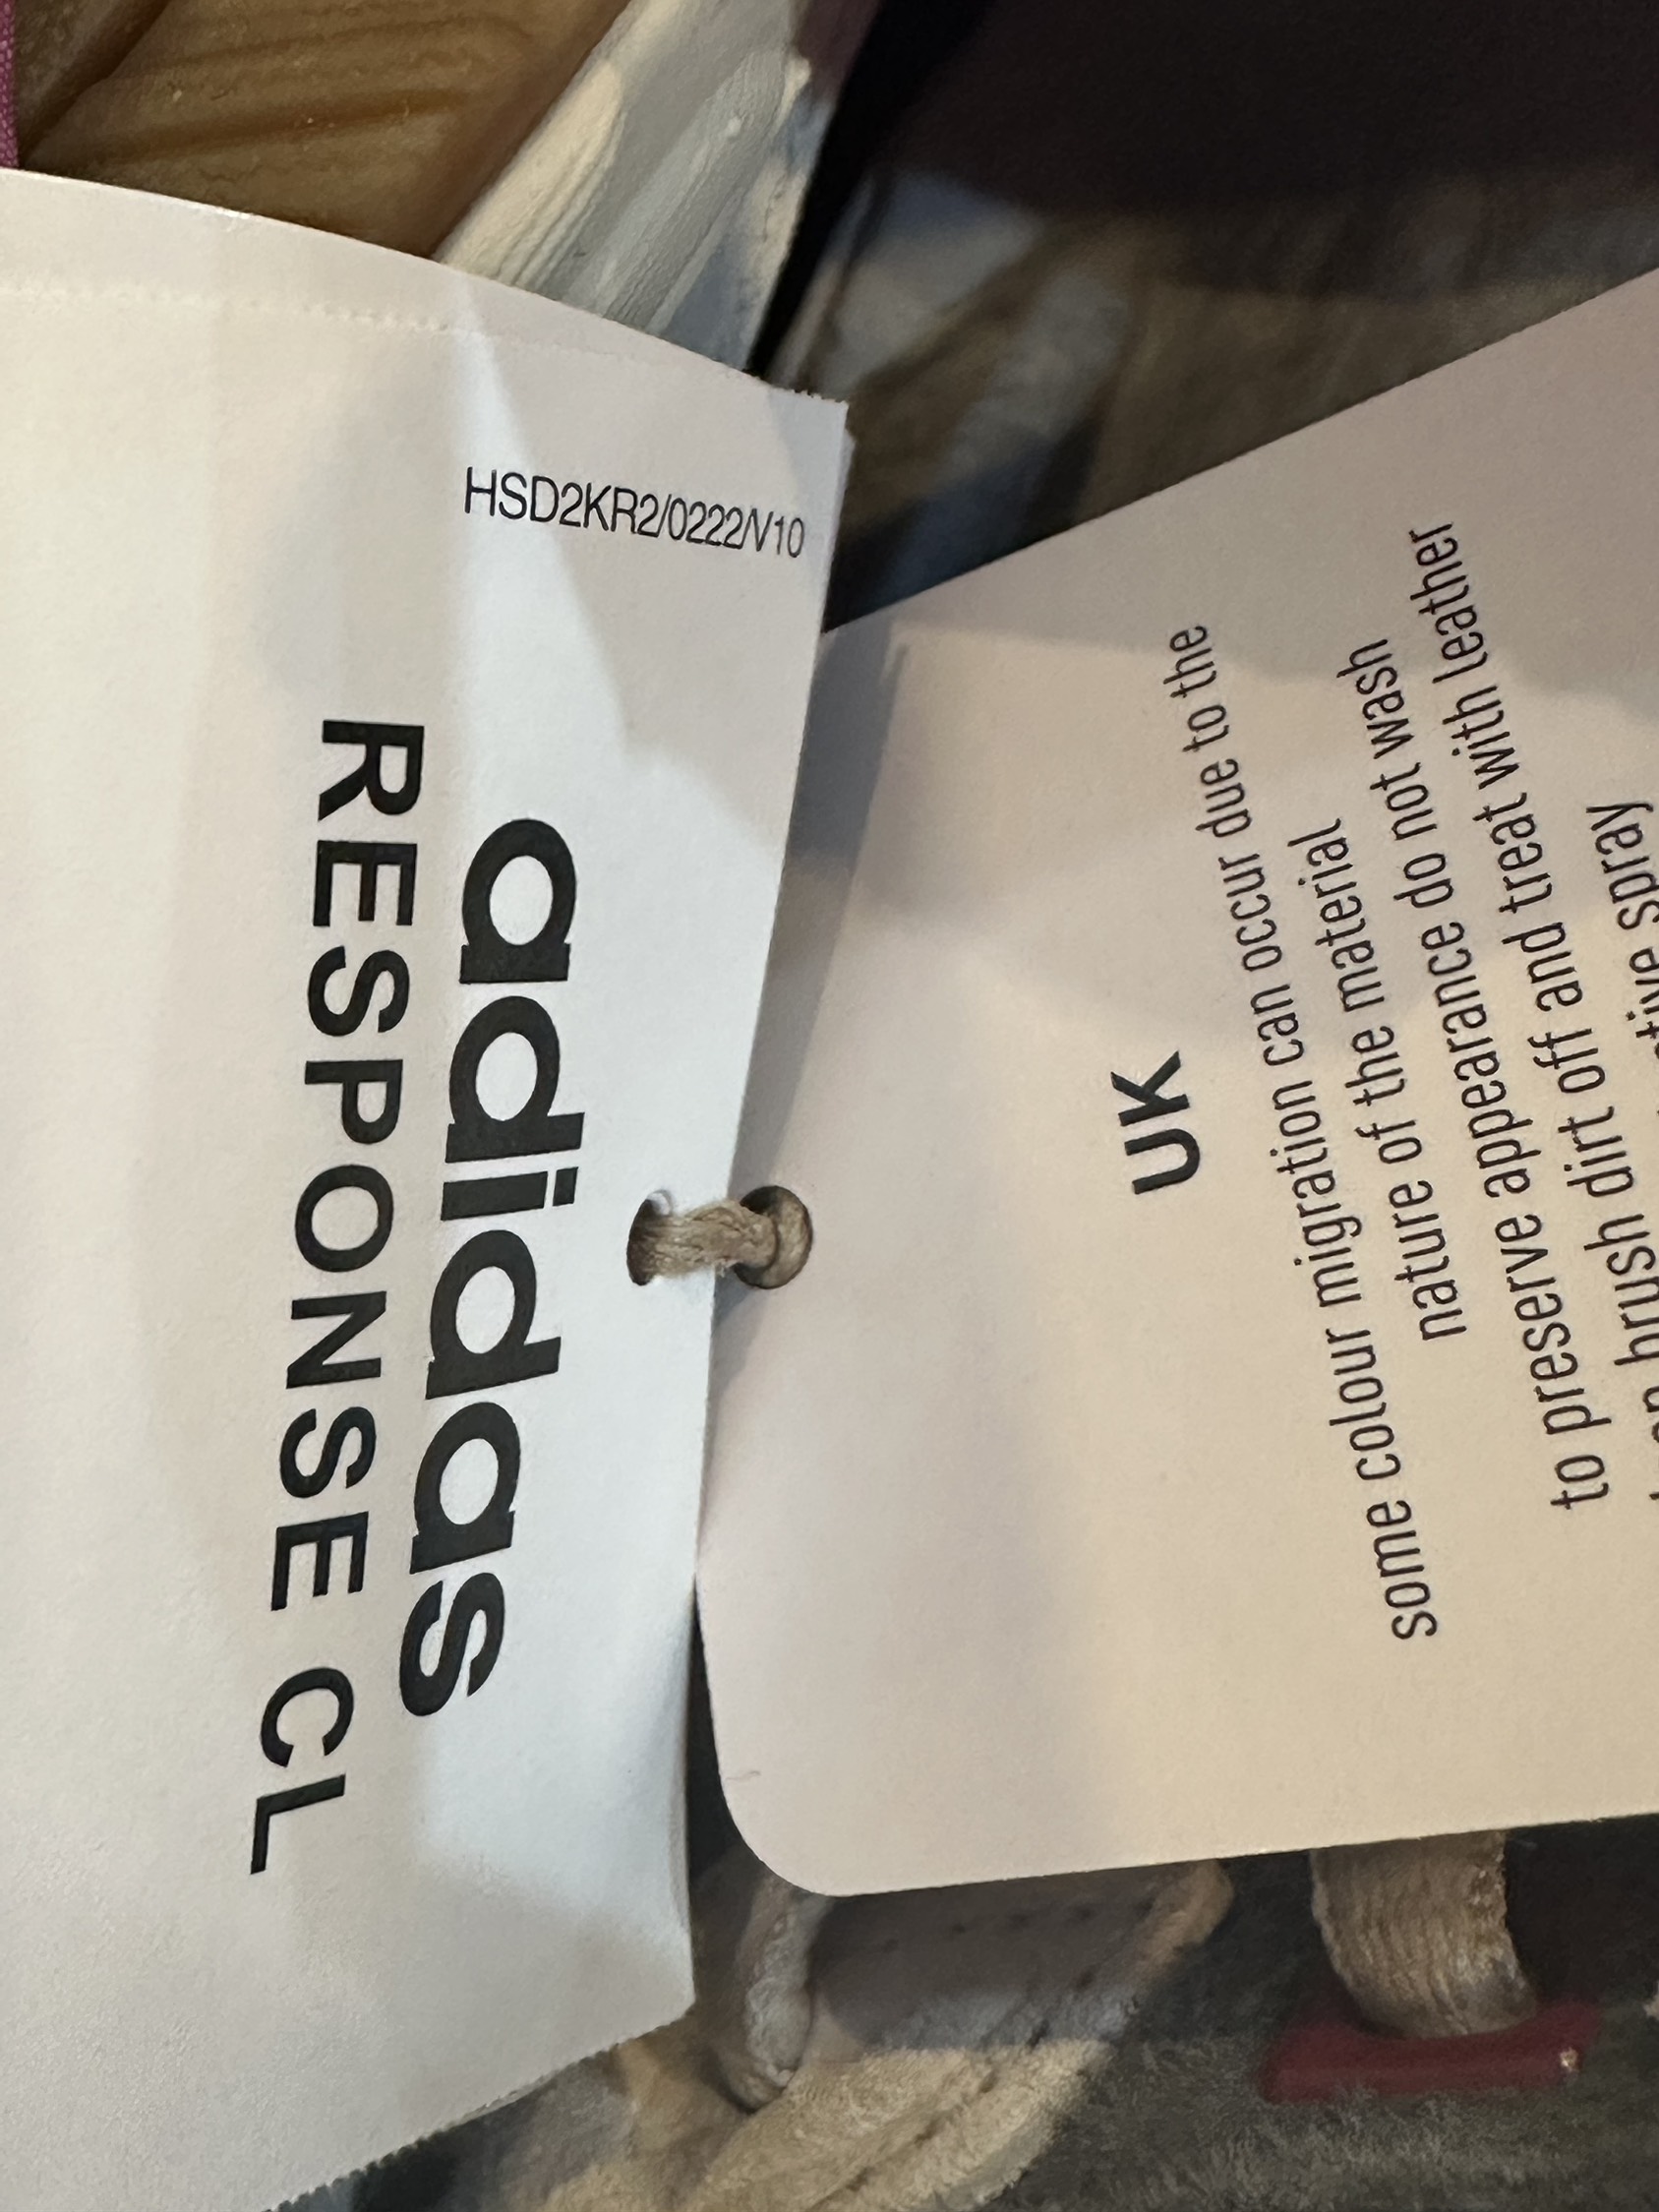 HSD2KR2/0222/V10
adidas
RESPONSE CL
UK
some colour migration can occur due to the
nature of the material
to preserve appearance do not wash
brush dirt off and treat with leather
spray